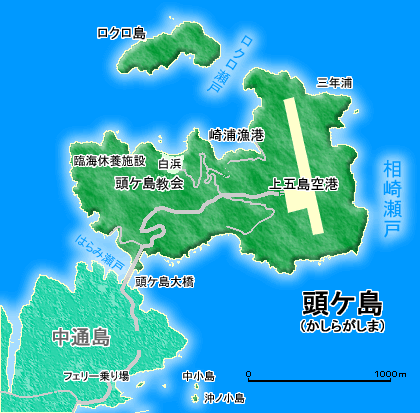 ロクロ島
ロクロ瀬戸
三年浦
崎浦漁港
臨海休養施設
白浜
頭ケ島教会
上五島空港
相崎瀬戸
はらみ瀬戸
頭ケ島大橋
頭ケ島
(かしらがしま)
中通島
フェリー乗り場
中小島
沖ノ小島
0 1000m